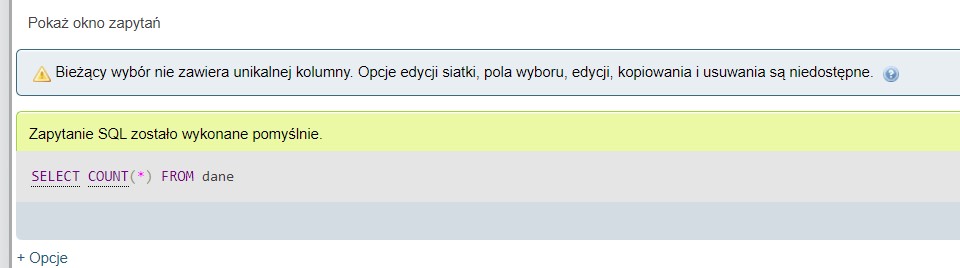 Pokaż okno zapytań
Bieżący wybór nie zawiera unikalnej kolumny. Opcje edycji siatki, pola wyboru, edycji, kopiowania i usuwania są niedostępne.
Zapytanie SQL zostało wykonane pomyślnie.
SELECT COUNT(*) FROM dane
+ Opcje